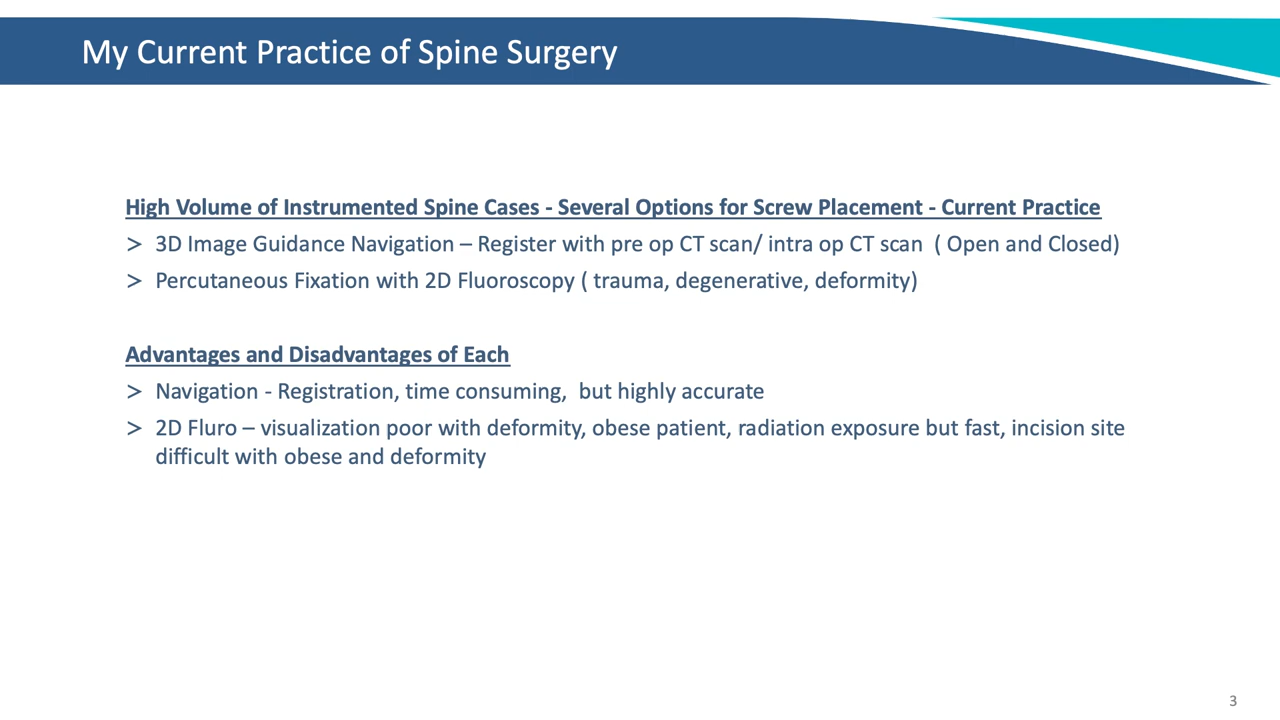 My Current Practice of Spine Surgery
High Volume of Instrumented Spine Cases - Several Options for Screw Placement - Current Practice
> 3D Image Guidance Navigation – Register with pre op CT scan/ intra op CT scan  ( Open and Closed)
> Percutaneous Fixation with 2D Fluoroscopy ( trauma, degenerative, deformity)
Advantages and Disadvantages of Each
> Navigation - Registration, time consuming,  but highly accurate
> 2D Fluro – visualization poor with deformity, obese patient, radiation exposure but fast, incision site
difficult with obese and deformity
3